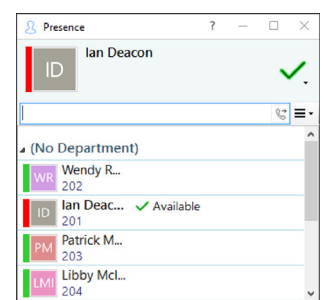 Presence
Ian Deacon
ID
(No Department)
WR
Wendy R...
202
ID
Ian Deac... Available
201
PM
Patrick M...
203
LMI
Libby McI...
204